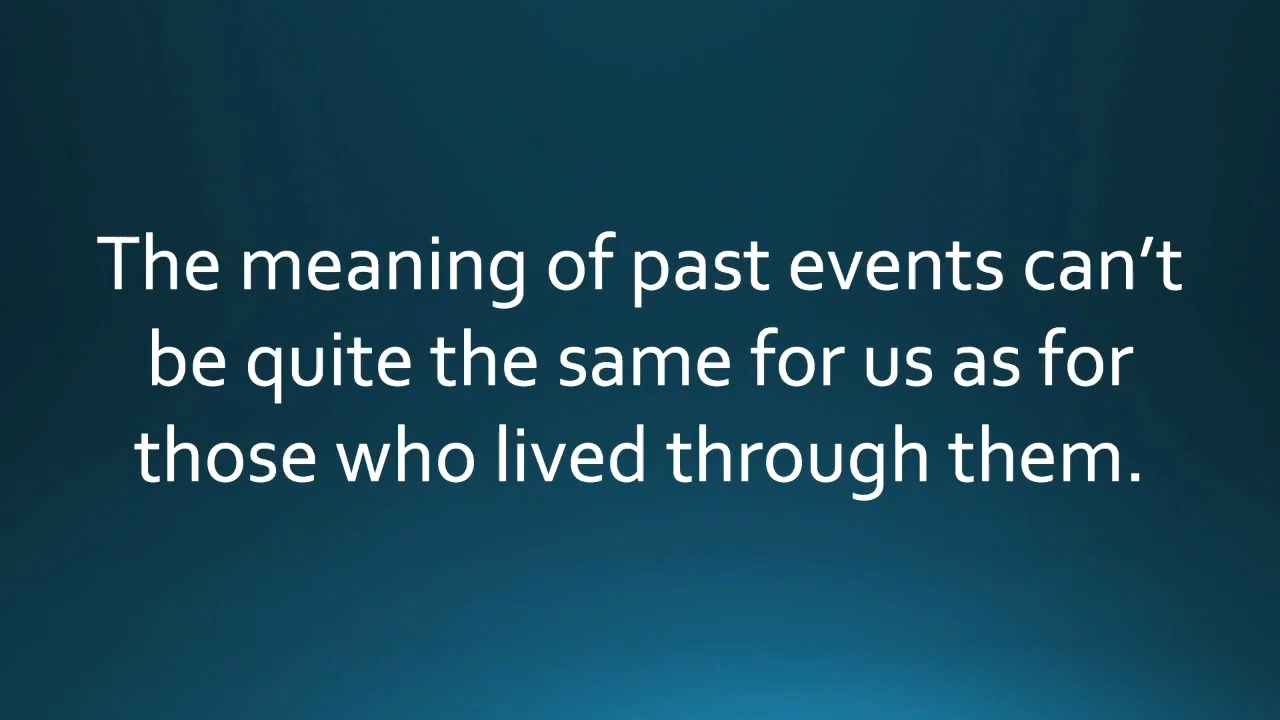 The meaning of past events can’t
be quite the same for us as for
those who lived through them.